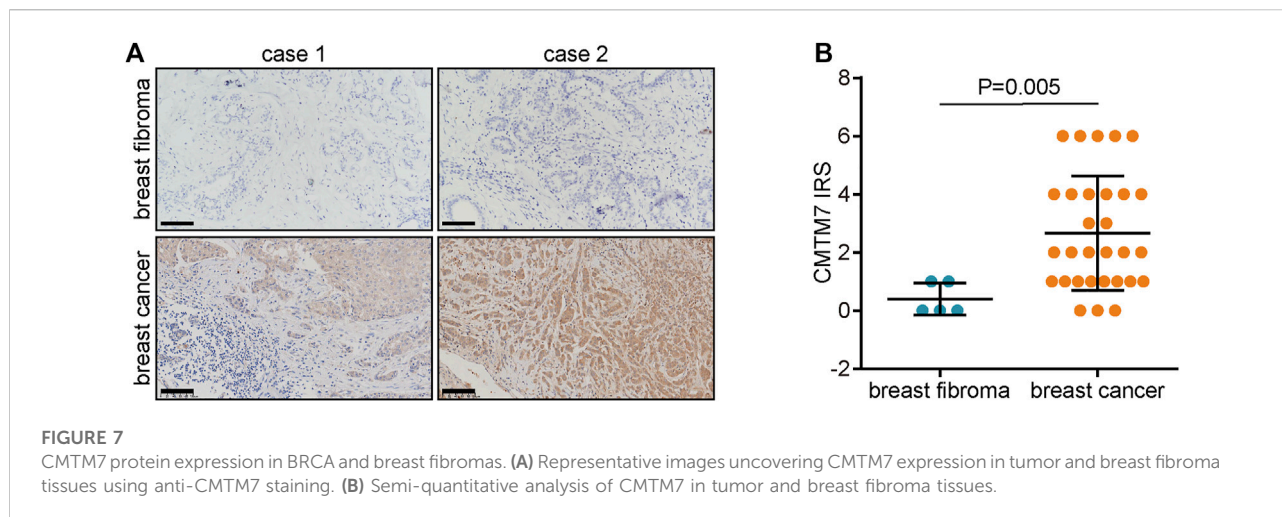 A
case 1
case 2
breast fibroma
breast cancer
B
P=0.005
CMTM7 IRS
8
6
4
2
0
-2
breast fibroma
breast cancer
FIGURE 7
CMTM7 protein expression in BRCA and breast fibromas. (A) Representative images uncovering CMTM7 expression in tumor and breast fibroma
tissues using anti-CMTM7 staining. (B) Semi-quantitative analysis of CMTM7 in tumor and breast fibroma tissues.